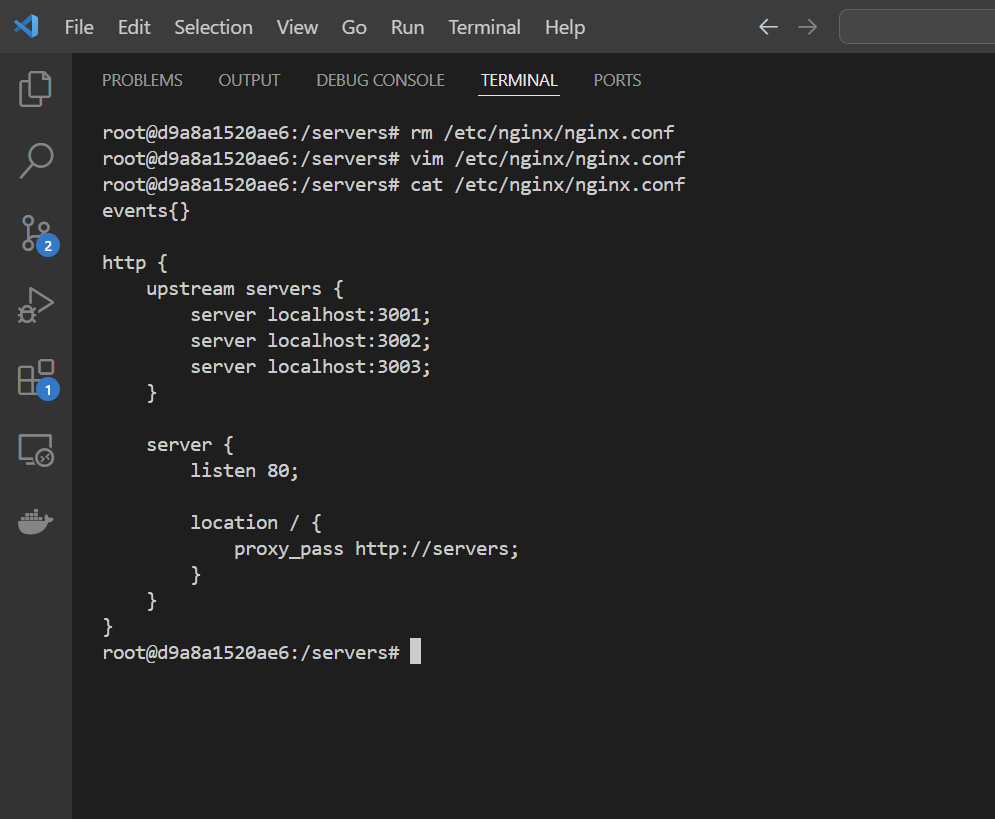 File Edit Selection View Go Run Terminal Help
PROBLEMS OUTPUT DEBUG CONSOLE TERMINAL PORTS
root@d9a8a1520ae6:/servers# rm /etc/nginx/nginx.conf
root@d9a8a1520ae6:/servers# vim /etc/nginx/nginx.conf
root@d9a8a1520ae6:/servers# cat /etc/nginx/nginx.conf
events{}

http {
    upstream servers {
        server localhost:3001;
        server localhost:3002;
        server localhost:3003;
    }

    server {
        listen 80;

        location / {
            proxy_pass http://servers;
        }
    }
}
root@d9a8a1520ae6:/servers#
2
1